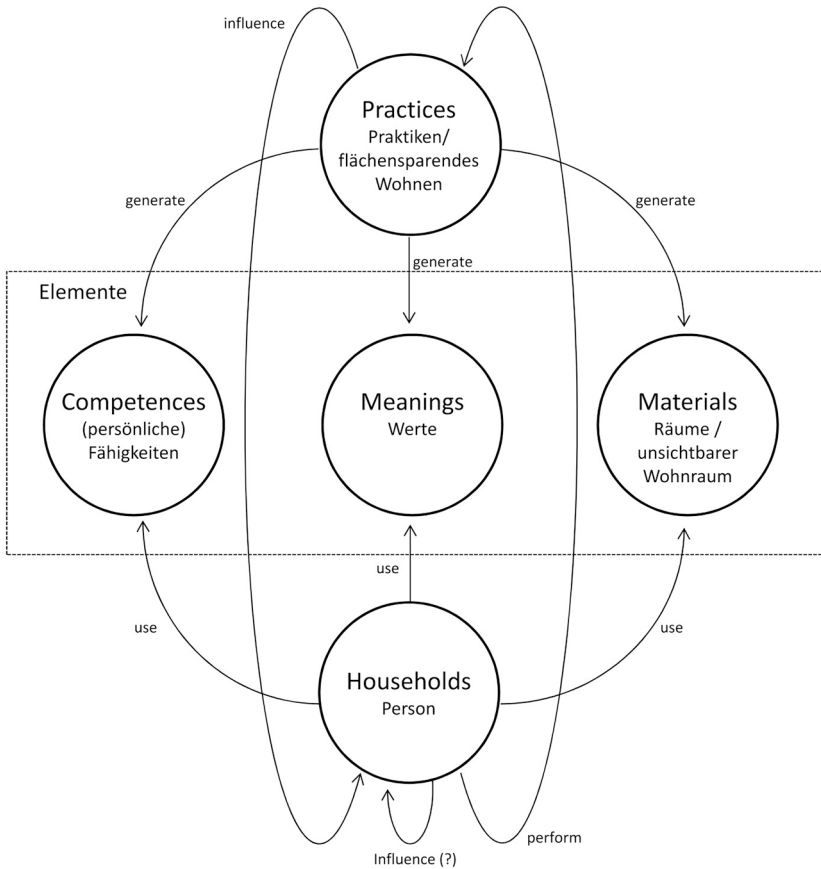 influence
Practices
Praktiken/
flächensparendes
Wohnen
generate
generate
generate
Elemente
Competences
(persönliche)
Fähigkeiten
Meanings
Werte
Materials
Räume /
unsichtbarer
Wohnraum
use
use
use
Households
Person
perform
Influence (?)